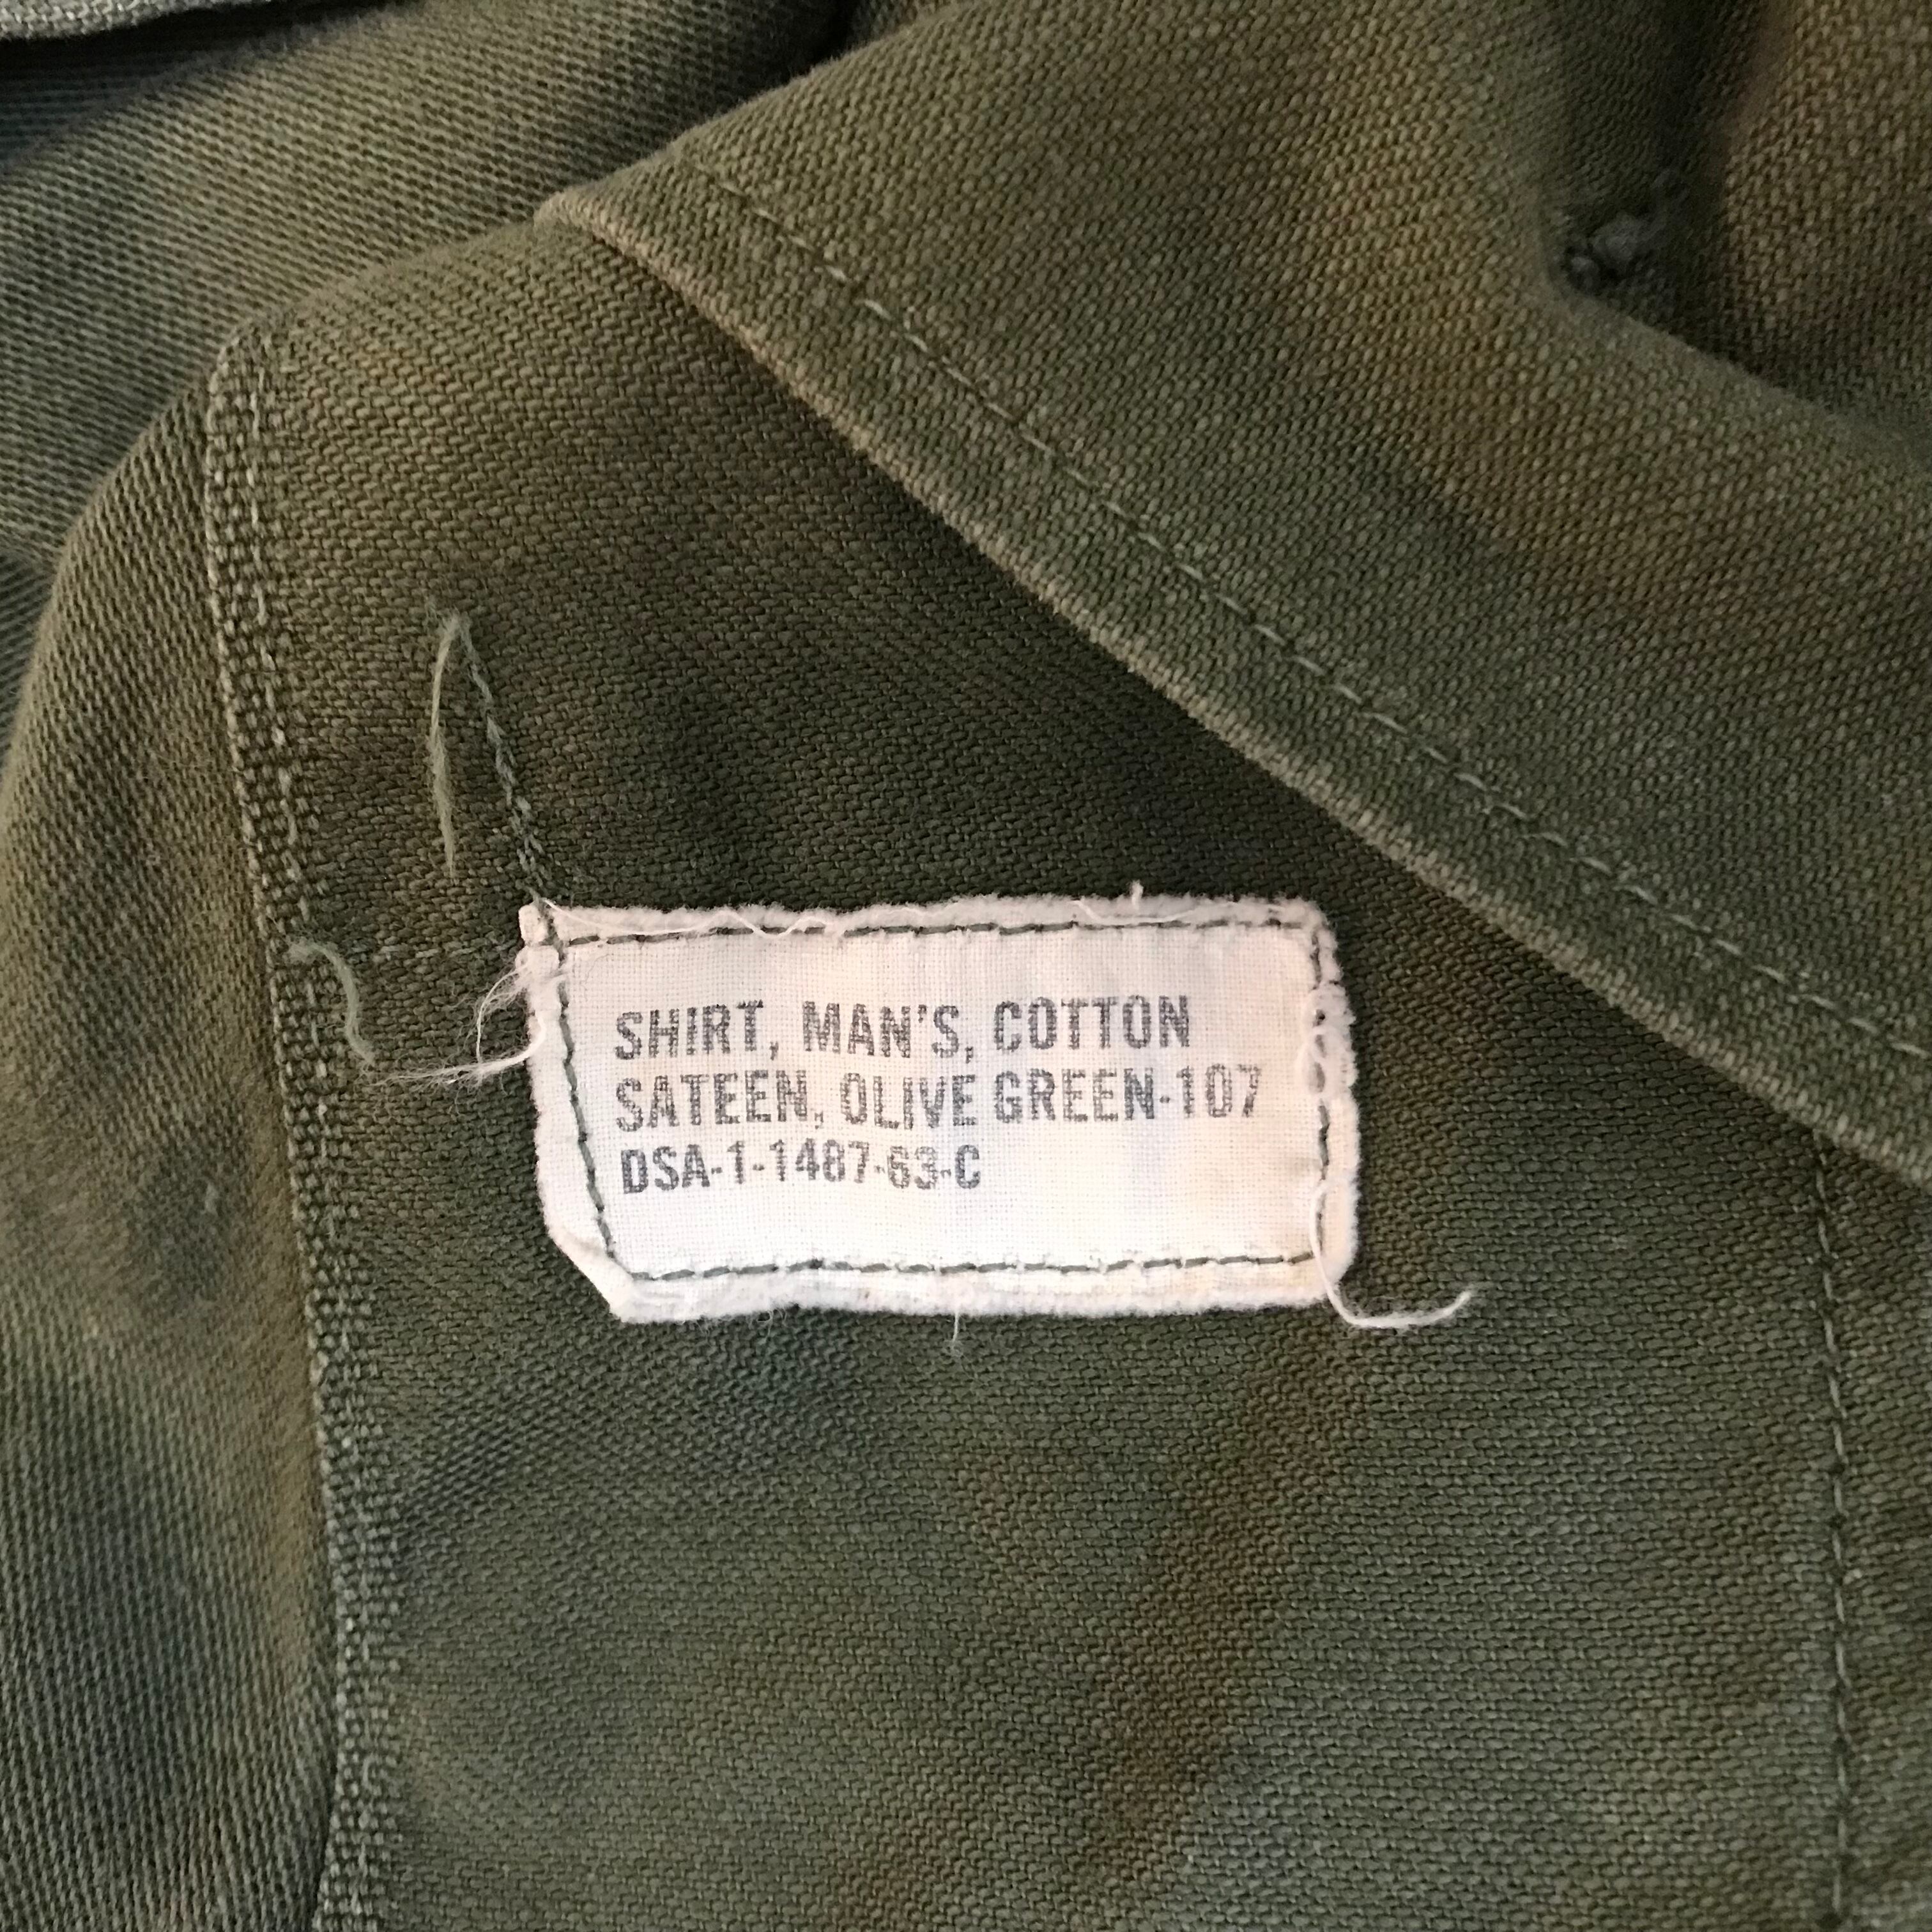 SHIRT, MAN'S, COTTON
SATEEN, OLIVE GREEN-107
DSA-1-1487-63-C